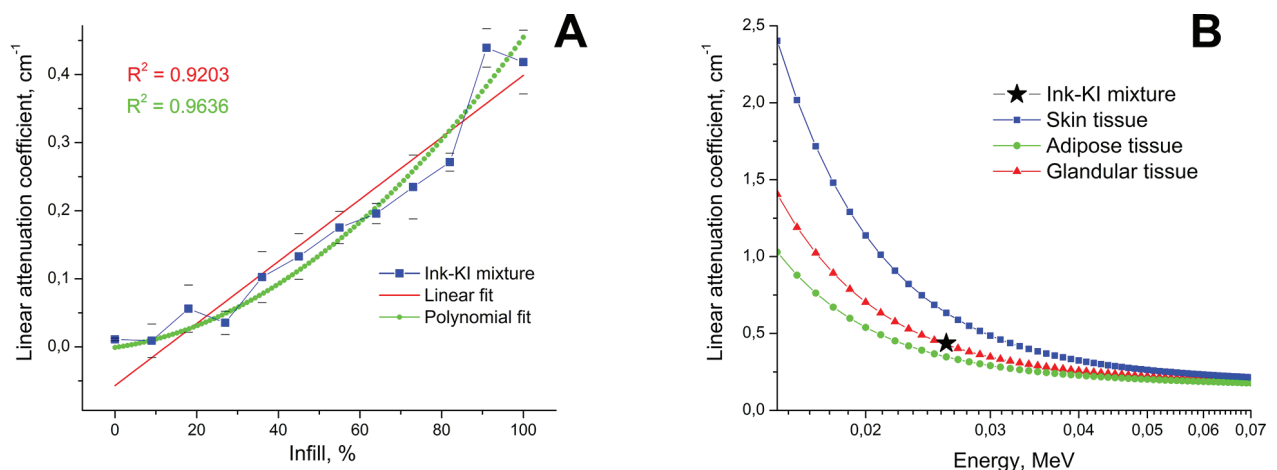 A
R² = 0.9203
R² = 0.9636
Linear attenuation coefficient, cm⁻¹
0,4
0,3
0,2
0,1
0,0
Ink-KI mixture
Linear fit
Polynomial fit
0 20 40 60 80 100
Infill, %
B
Linear attenuation coefficient, cm⁻¹
2,5
2,0
1,5
1,0
0,5
0,0
Ink-KI mixture
Skin tissue
Adipose tissue
Glandular tissue
0,02 0,03 0,04 0,05 0,06 0,07
Energy, MeV